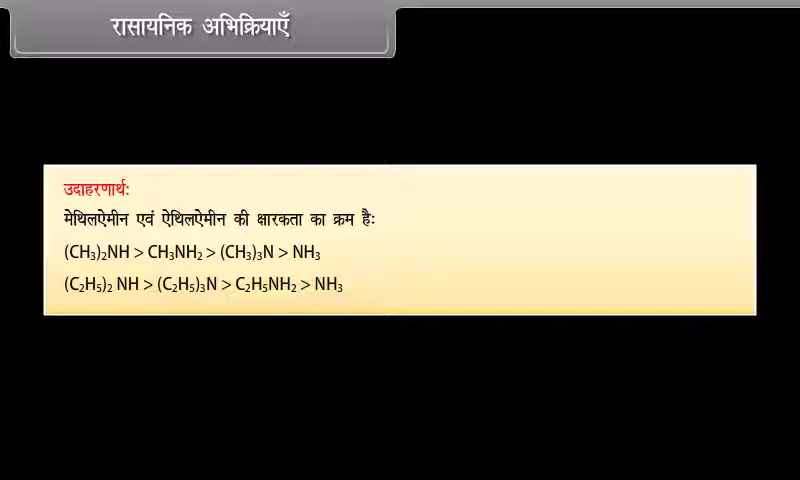 रासायनिक अभिक्रियाएँ
उदाहरणार्थ:
मेथिलऐमीन एवं ऐथिलऐमीन की क्षारकता का क्रम है:
(CH₃)₂NH > CH₃NH₂ > (CH₃)₃N > NH₃
(C₂H₅)₂ NH > (C₂H₅)₃N > C₂H₅NH₂ > NH₃